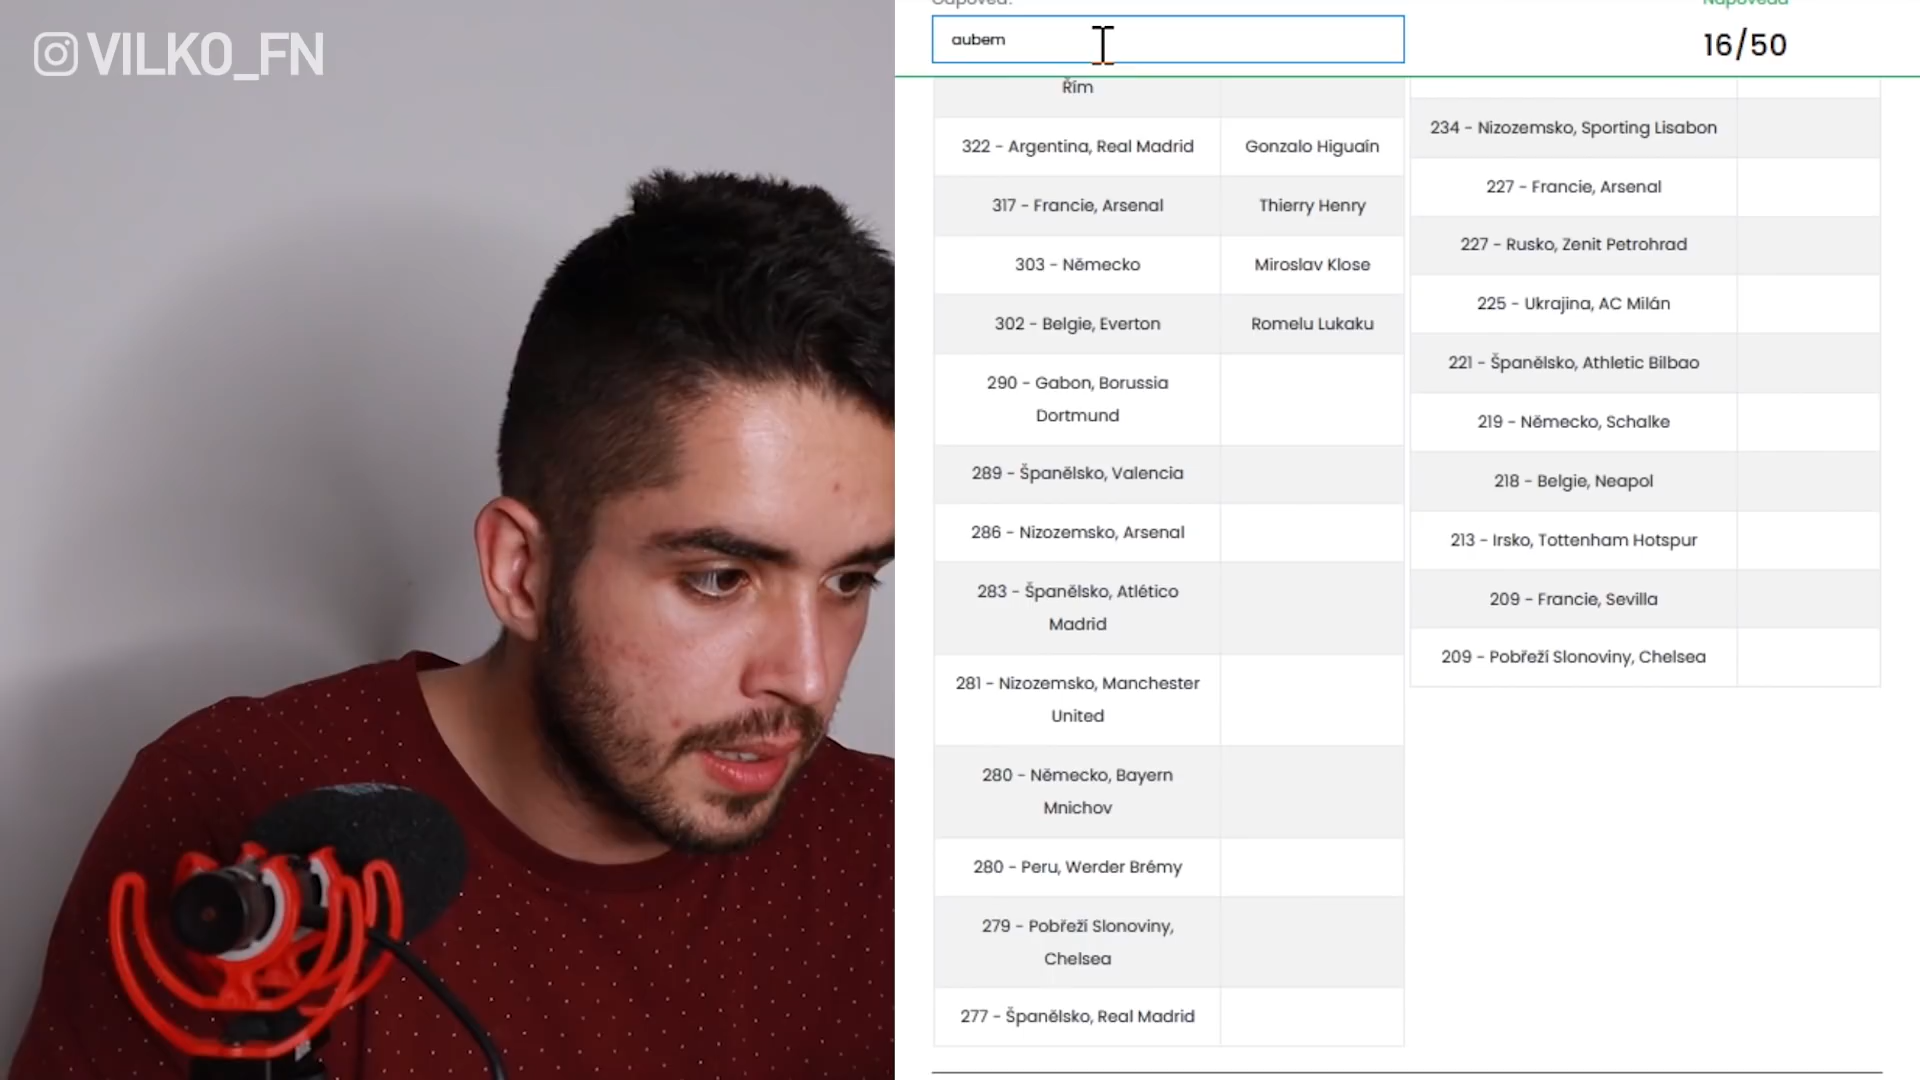 VILKO_FN
Odpověď:
aubem
Nápověda
16/50
Řím
322 - Argentina, Real Madrid
Gonzalo Higuaín
317 - Francie, Arsenal
Thierry Henry
303 - Německo
Miroslav Klose
302 - Belgie, Everton
Romelu Lukaku
290 - Gabon, Borussia
Dortmund
289 - Španělsko, Valencia
286 - Nizozemsko, Arsenal
283 - Španělsko, Atlético
Madrid
281 - Nizozemsko, Manchester
United
280 - Německo, Bayern
Mnichov
280 - Peru, Werder Brémy
279 - Pobřeží Slonoviny,
Chelsea
277 - Španělsko, Real Madrid
234 - Nizozemsko, Sporting Lisabon
227 - Francie, Arsenal
227 - Rusko, Zenit Petrohrad
225 - Ukrajina, AC Milán
221 - Španělsko, Athletic Bilbao
219 - Německo, Schalke
218 - Belgie, Neapol
213 - Irsko, Tottenham Hotspur
209 - Francie, Sevilla
209 - Pobřeží Slonoviny, Chelsea